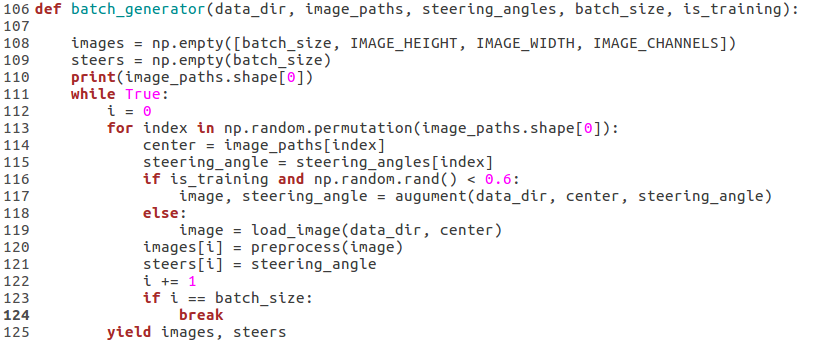 106 def batch_generator(data_dir, image_paths, steering_angles, batch_size, is_training):
107
108     images = np.empty([batch_size, IMAGE_HEIGHT, IMAGE_WIDTH, IMAGE_CHANNELS])
109     steers = np.empty(batch_size)
110     print(image_paths.shape[0])
111     while True:
112         i = 0
113         for index in np.random.permutation(image_paths.shape[0]):
114             center = image_paths[index]
115             steering_angle = steering_angles[index]
116             if is_training and np.random.rand() < 0.6:
117                 image, steering_angle = augument(data_dir, center, steering_angle)
118             else:
119                 image = load_image(data_dir, center)
120             images[i] = preprocess(image)
121             steers[i] = steering_angle
122             i += 1
123             if i == batch_size:
124                 break
125         yield images, steers